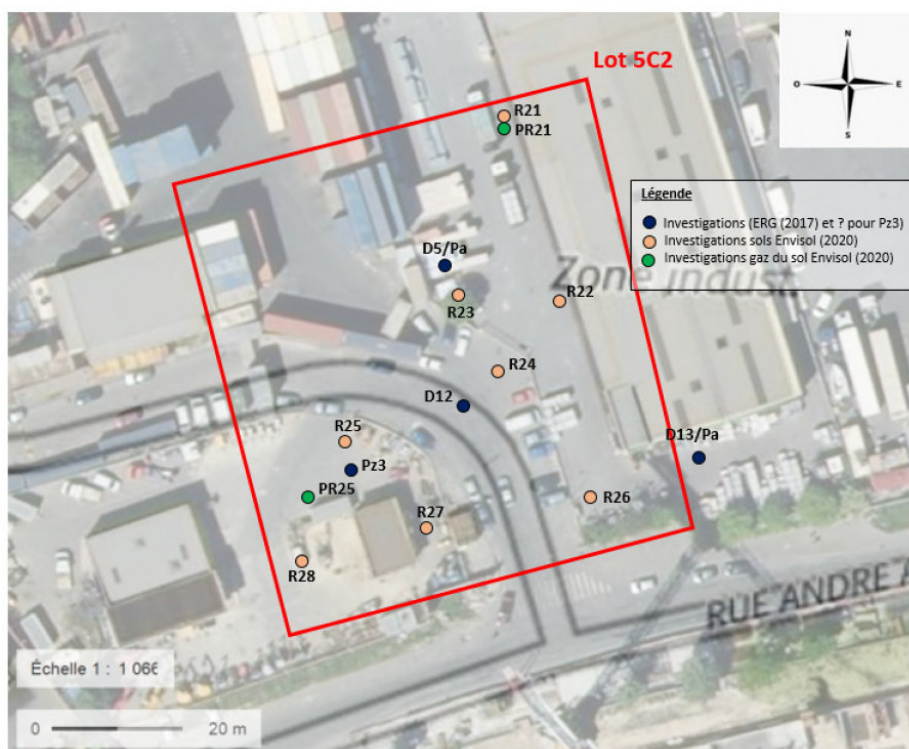 Lot 5C2
N
O
E
S
R21
PR21
Légende
Investigations (ERG (2017) et ? pour Pz3)
Investigations sols Envisol (2020)
Investigations gaz du sol Envisol (2020)
D5/Pa
Zone indust.
R23
R22
R24
D12
R25
D13/Pa
Pz3
PR25
R26
R27
R28
RUE ANDRE A
Échelle 1 : 1 066
0 20 m